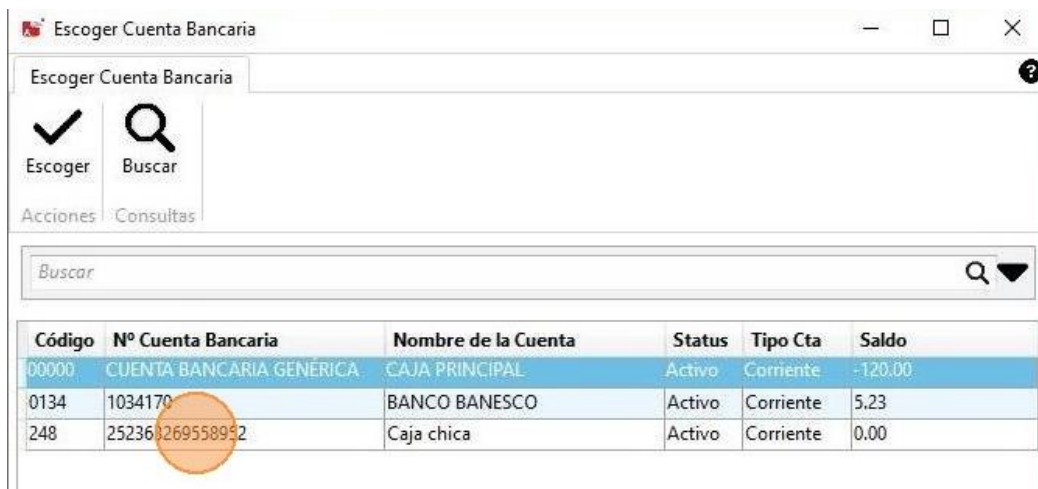 Escoger Cuenta Bancaria
Escoger Cuenta Bancaria
Escoger Buscar
Acciones Consultas
Buscar
Código Nº Cuenta Bancaria Nombre de la Cuenta Status Tipo Cta Saldo
00000 CUENTA BANCARIA GENÉRICA CAJA PRINCIPAL Activo Corriente -120.00
0134 1034170 BANCO BANESCO Activo Corriente 5.23
248 252363269558952 Caja chica Activo Corriente 0.00